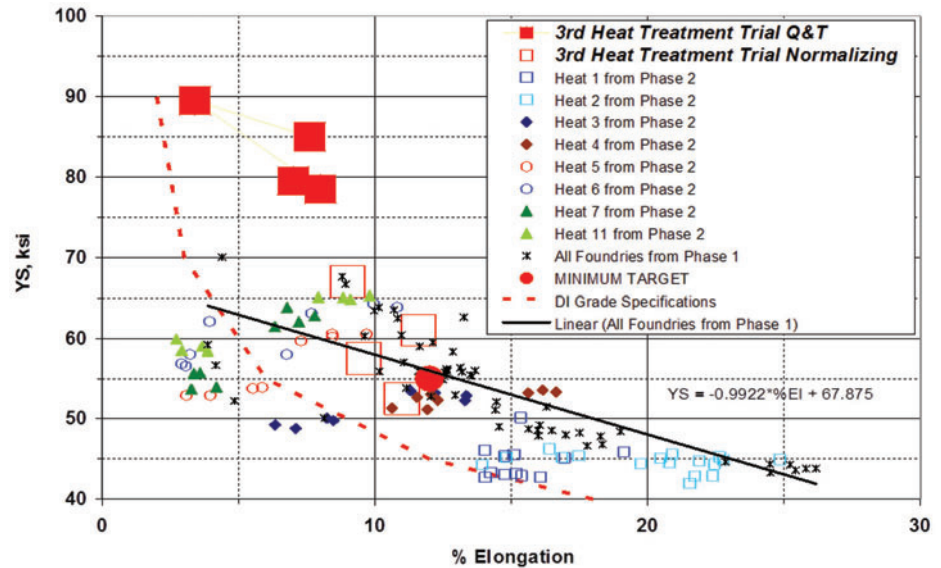 100
90
80
70
60
50
40
YS, ksi
0
10
20
30
% Elongation
3rd Heat Treatment Trial Q&T
3rd Heat Treatment Trial Normalizing
Heat 1 from Phase 2
Heat 2 from Phase 2
Heat 3 from Phase 2
Heat 4 from Phase 2
Heat 5 from Phase 2
Heat 6 from Phase 2
Heat 7 from Phase 2
Heat 11 from Phase 2
All Foundries from Phase 1
MINIMUM TARGET
DI Grade Specifications
Linear (All Foundries from Phase 1)
YS = -0.9922*%El + 67.875